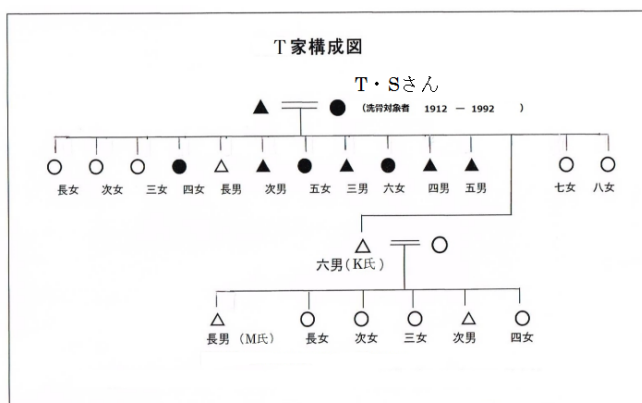 T家構成図
T・Sさん
(洗骨対象者 1912 — 1992 )
長女 次女 三女 四女 長男 次男 五女 三男 六女 四男 五男 七女 八女
六男(K氏)
長男 (M氏) 長女 次女 三女 次男 四女